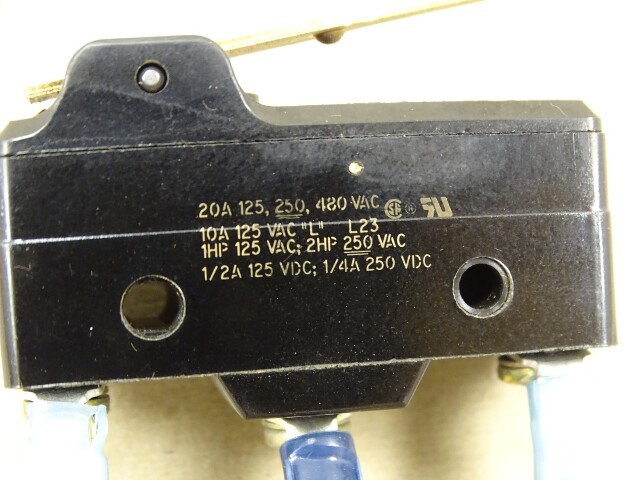 20A 125, 250, 480 VAC
10A 125 VAC "L" L23
1HP 125 VAC; 2HP 250 VAC
1/2A 125 VDC; 1/4A 250 VDC